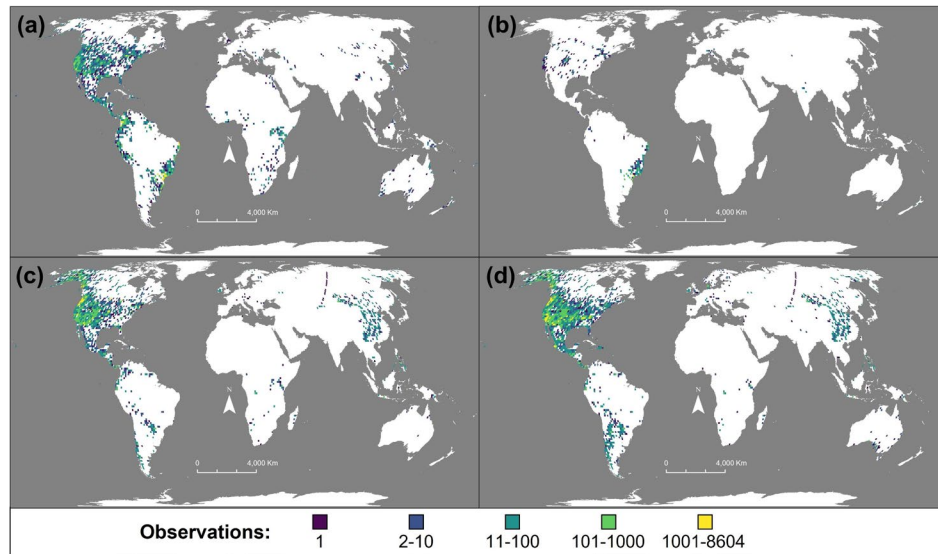 (a)
(b)
N
0 4,000 Km
N
0 4,000 Km
(c)
(d)
N
0 4,000 Km
N
0 4,000 Km
Observations:
1
2-10
11-100
101-1000
1001-8604